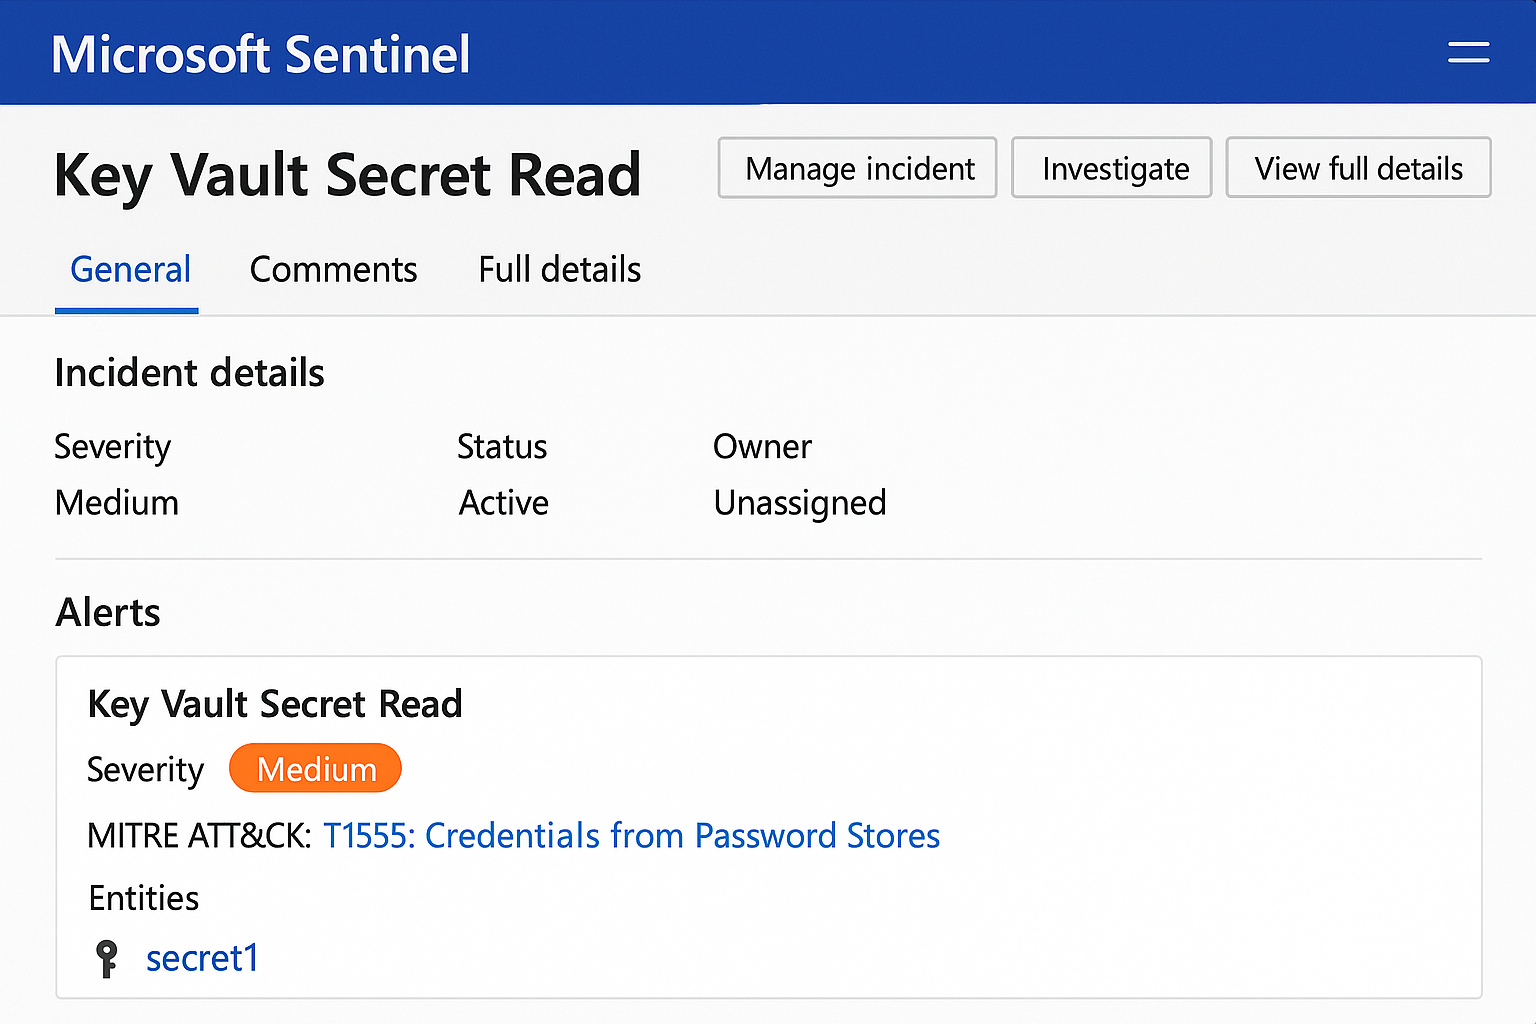 Microsoft Sentinel
Key Vault Secret Read
Manage incident
Investigate
View full details
General
Comments
Full details
Incident details
Severity
Status
Owner
Medium
Active
Unassigned
Alerts
Key Vault Secret Read
Severity Medium
MITRE ATT&CK: T1555: Credentials from Password Stores
Entities
secret1